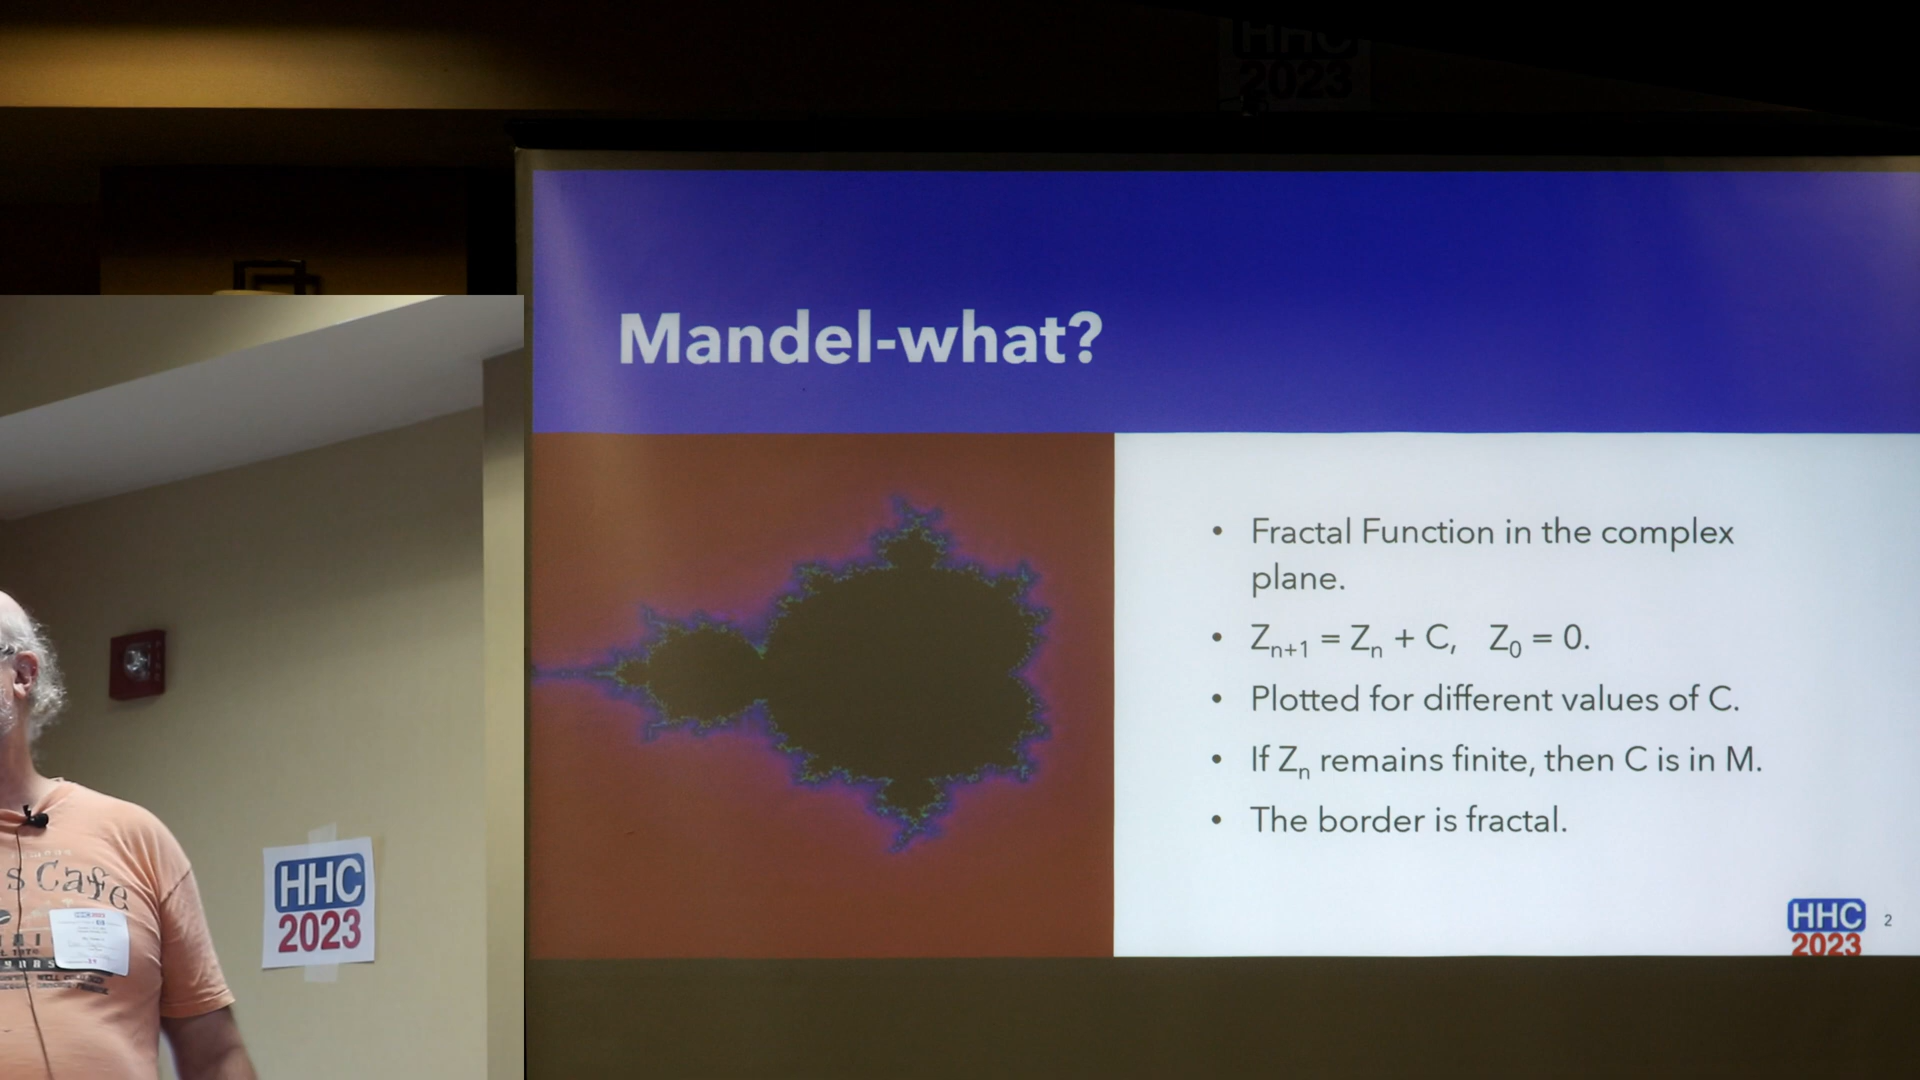 HHC
2023
Mandel-what?
• Fractal Function in the complex
plane.
• Zn+1 = Zn + C, Z0 = 0.
• Plotted for different values of C.
• If Zn remains finite, then C is in M.
• The border is fractal.
HHC
2023
2
s Cafe
HHC
2023